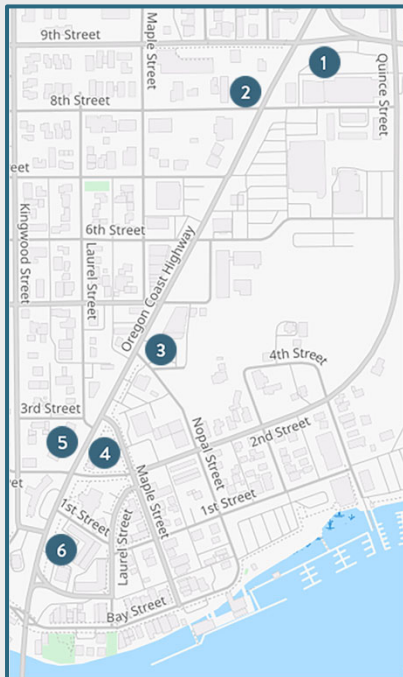 9th Street
Maple Street
1
Quince Street
2
8th Street
eet
Kingwood Street
6th Street
Laurel Street
Oregon Coast Highway
3
4th Street
3rd Street
5
4
Nopal Street
2nd Street
Maple Street
et
1st Street
1st Street
Laurel Street
6
Bay Street